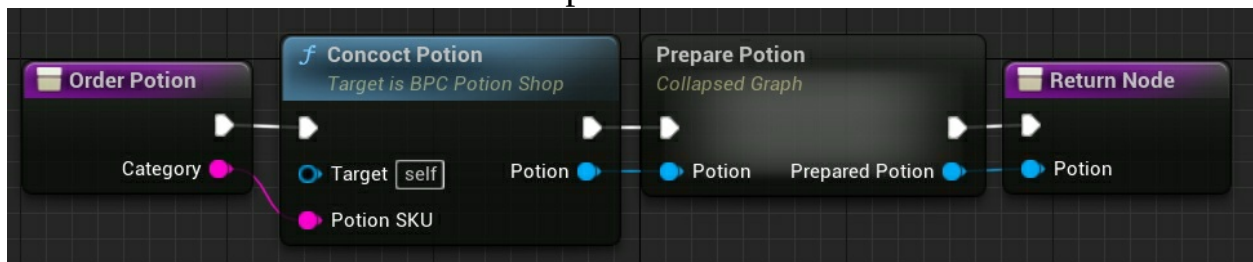 Order Potion
Category
f Concoct Potion
Target is BPC Potion Shop
Target self
Potion
Potion SKU
Prepare Potion
Collapsed Graph
Potion
Prepared Potion
Return Node
Potion